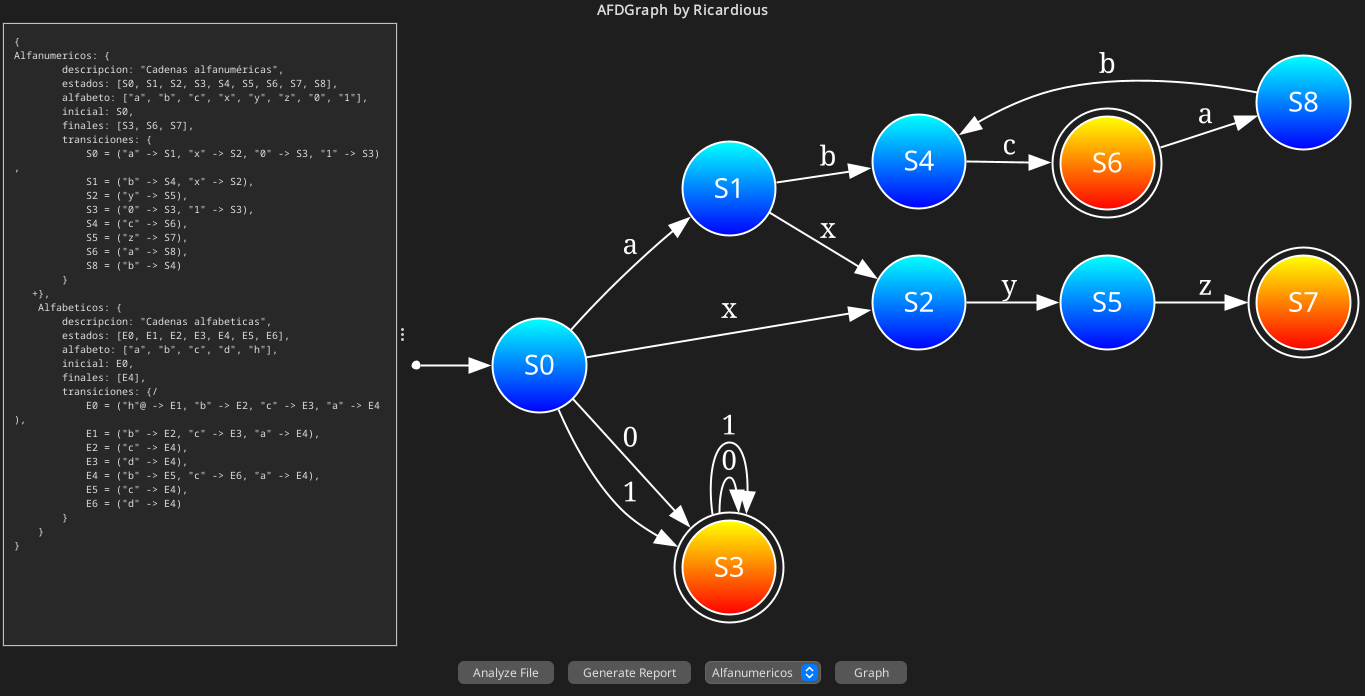 AFDGraph by Ricardious
{
Alfanumericos: {
descripcion: "Cadenas alfanuméricas",
estados: [S0, S1, S2, S3, S4, S5, S6, S7, S8],
alfabeto: ["a", "b", "c", "x", "y", "z", "0", "1"],
inicial: S0,
finales: [S3, S6, S7],
transiciones: {
S0 = ("a" -> S1, "x" -> S2, "0" -> S3, "1" -> S3)
,
S1 = ("b" -> S4, "x" -> S2),
S2 = ("y" -> S5),
S3 = ("0" -> S3, "1" -> S3),
S4 = ("c" -> S6),
S5 = ("z" -> S7),
S6 = ("a" -> S8),
S8 = ("b" -> S4)
}
+},
Alfabeticos: {
descripcion: "Cadenas alfabeticas",
estados: [E0, E1, E2, E3, E4, E5, E6],
alfabeto: ["a", "b", "c", "d", "h"],
inicial: E0,
finales: [E4],
transiciones: {/
E0 = ("h"@ -> E1, "b" -> E2, "c" -> E3, "a" -> E4
),
E1 = ("b" -> E2, "c" -> E3, "a" -> E4),
E2 = ("c" -> E4),
E3 = ("d" -> E4),
E4 = ("b" -> E5, "c" -> E6, "a" -> E4),
E5 = ("c" -> E4),
E6 = ("d" -> E4)
}
}
}
b
S8
a
S4
c
S6
b
S1
x
a
S2
y
S5
z
S7
x
S0
0
1
1
0
S3
Analyze File
Generate Report
Alfanumericos
Graph